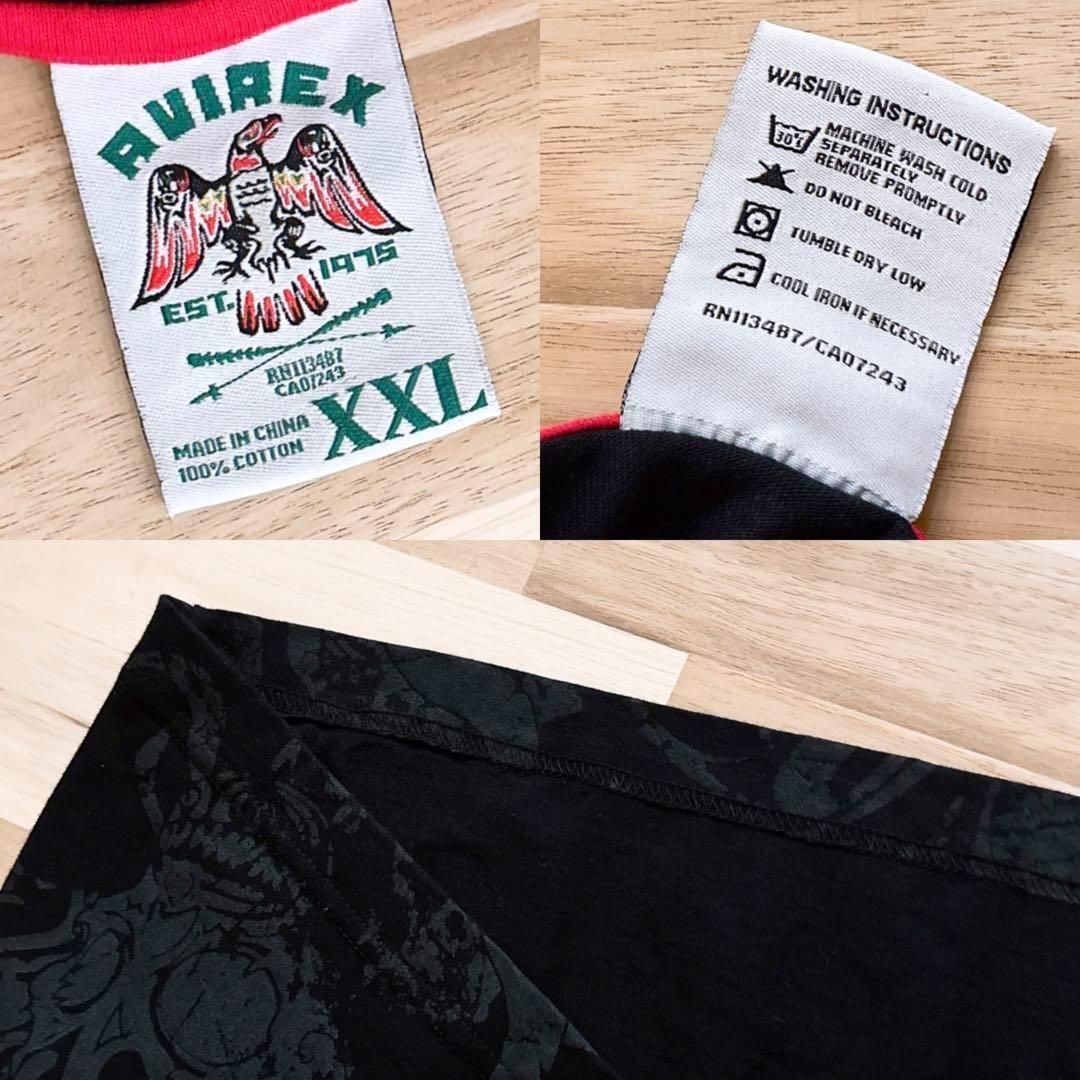 AVIREX
EST. 1975
RN113487
CA07243
MADE IN CHINA
100% COTTON
XXL
WASHING INSTRUCTIONS
30°
MACHINE WASH COLD
SEPARATELY
REMOVE PROMPTLY
DO NOT BLEACH
TUMBLE DRY LOW
COOL IRON IF NECESSARY
RN113487/CA07243